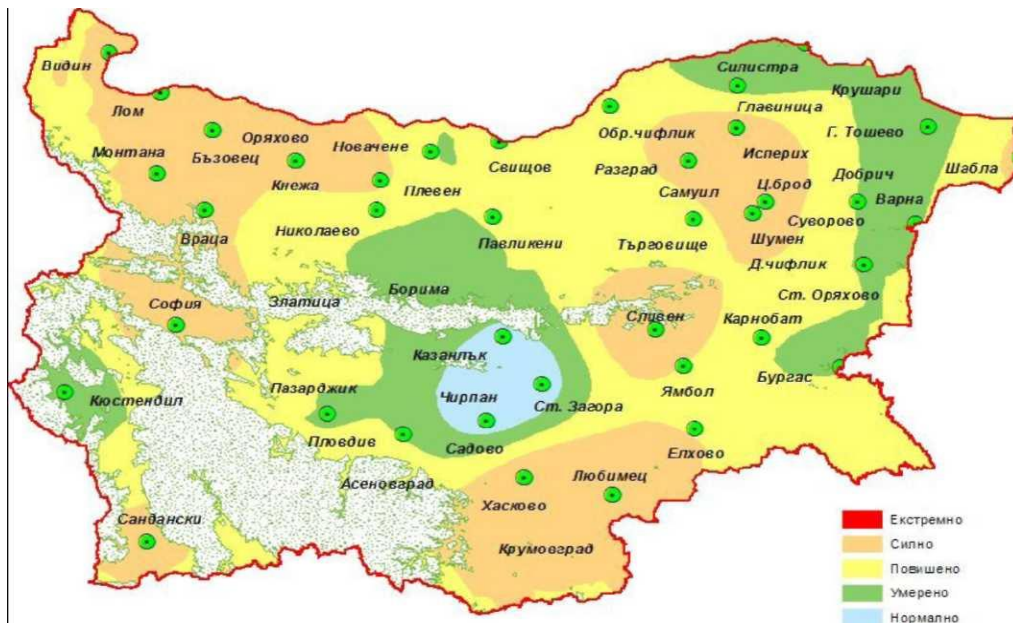 Видин
Силистра
Крушари
Лом
Главиница
Оряхово
Новачене
Обр.чифлик
Г. Тошево
Монтана
Бъзовец
Свищов
Исперих
Кнежа
Плевен
Разград
Добрич
Шабла
Самуил
Ц.брод
Варна
Николаево
Суворово
Враца
Павликени
Търговище
Шумен
Д.чифлик
Борима
Ст. Оряхово
София
Златица
Сливен
Карнобат
Казанлък
Бургас
Пазарджик
Ямбол
Кюстендил
Чирпан
Ст. Загора
Пловдив
Садово
Елхово
Асеновград
Любимец
Хасково
Сандански
Крумовград
Екстремно
Силно
Повишено
Умерено
Нормално